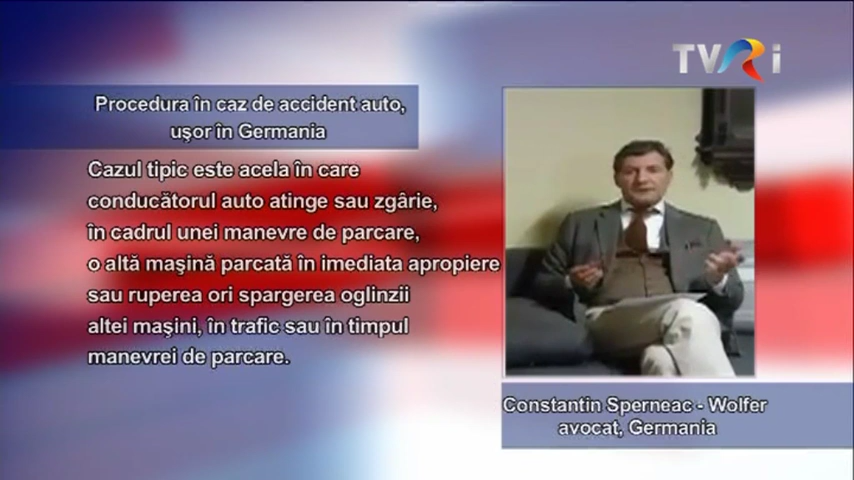 TVRi
Procedura în caz de accident auto,
uşor în Germania
Cazul tipic este acela în care
conducătorul auto atinge sau zgârie,
în cadrul unei manevre de parcare,
o altă maşină parcată în imediata apropiere
sau ruperea ori spargerea oglinzii
altei maşini, în trafic sau în timpul
manevrei de parcare.
Constantin Sperneac - Wolfer
avocat, Germania